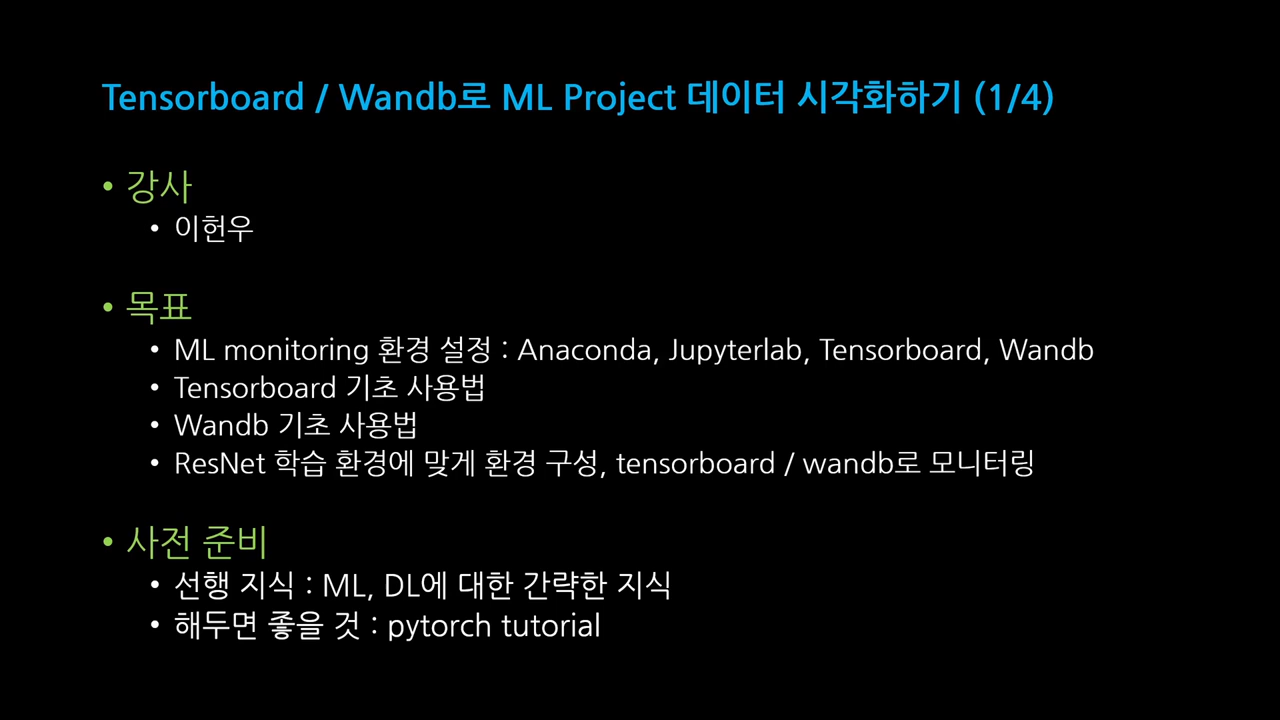 Tensorboard / Wandb로 ML Project 데이터 시각화하기 (1/4)
• 강사
• 이헌우
• 목표
• ML monitoring 환경 설정 : Anaconda, Jupyterlab, Tensorboard, Wandb
• Tensorboard 기초 사용법
• Wandb 기초 사용법
• ResNet 학습 환경에 맞게 환경 구성, tensorboard / wandb로 모니터링
• 사전 준비
• 선행 지식 : ML, DL에 대한 간략한 지식
• 해두면 좋을 것 : pytorch tutorial